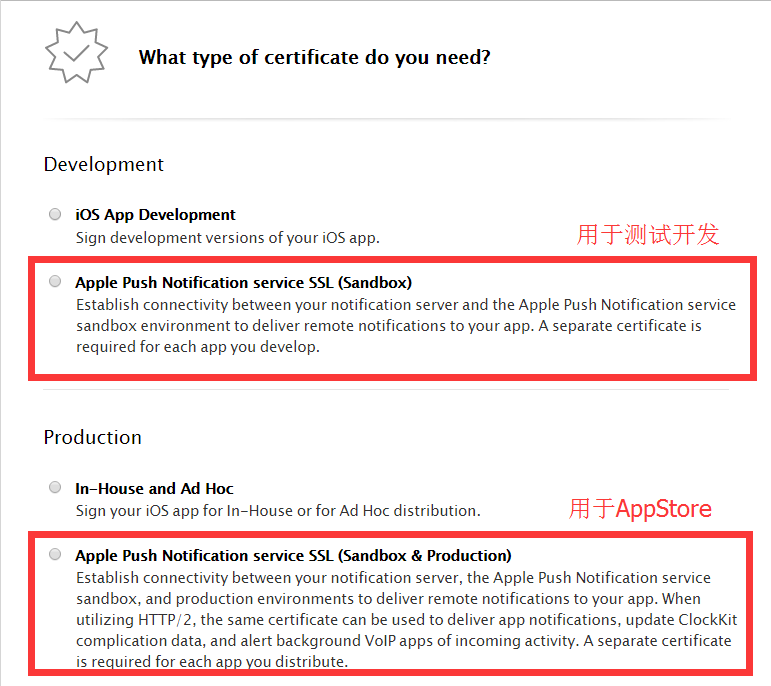 What type of certificate do you need?
Development
iOS App Development
Sign development versions of your iOS app.
用于测试开发
Apple Push Notification service SSL (Sandbox)
Establish connectivity between your notification server and the Apple Push Notification service
sandbox environment to deliver remote notifications to your app. A separate certificate is
required for each app you develop.
Production
In-House and Ad Hoc
Sign your iOS app for In-House or for Ad Hoc distribution.
用于AppStore
Apple Push Notification service SSL (Sandbox & Production)
Establish connectivity between your notification server, the Apple Push Notification service
sandbox, and production environments to deliver remote notifications to your app. When
utilizing HTTP/2, the same certificate can be used to deliver app notifications, update ClockKit
complication data, and alert background VoIP apps of incoming activity. A separate certificate
is required for each app you distribute.